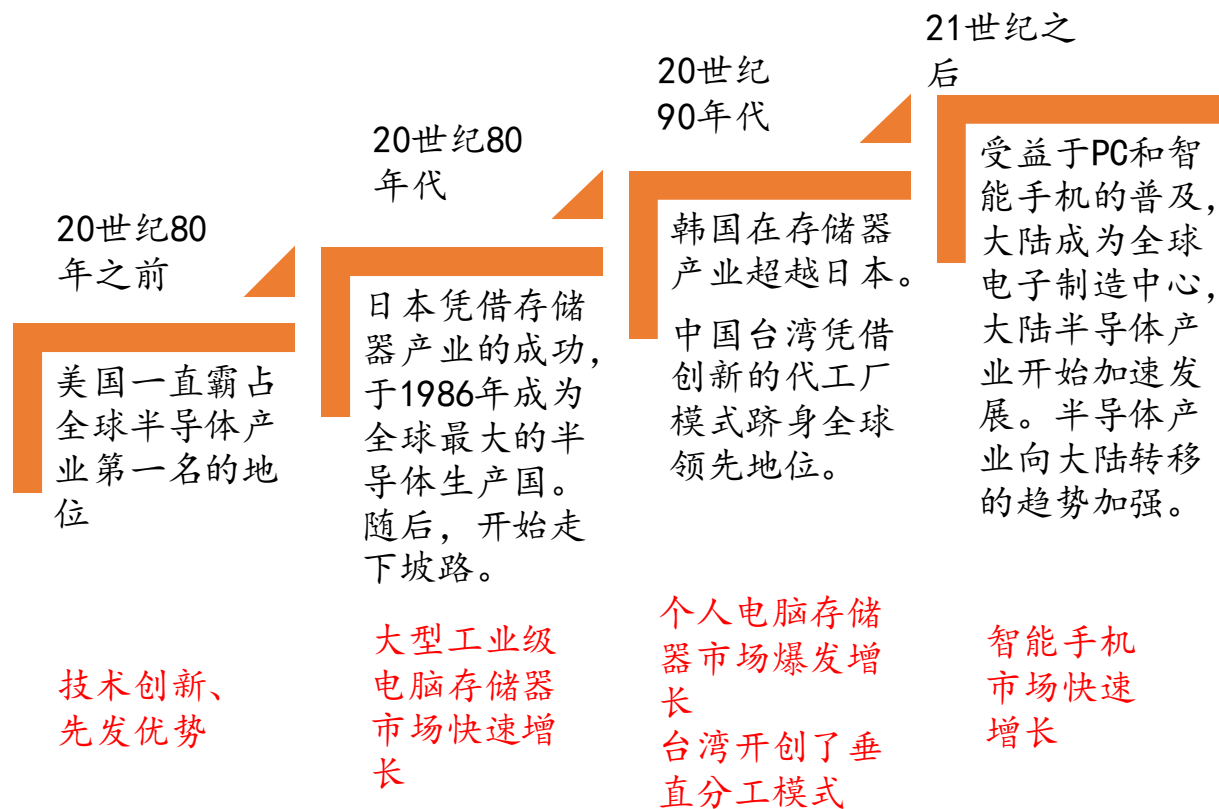 20世纪80
年之前
美国一直霸占
全球半导体产
业第一名的地
位
技术创新、
先发优势
20世纪80
年代
日本凭借存储
器产业的成功，
于1986年成为
全球最大的半
导体生产国。
随后，开始走
下坡路。
大型工业级
电脑存储器
市场快速增
长
20世纪
90年代
韩国在存储器
产业超越日本。
中国台湾凭借
创新的代工厂
模式跻身全球
领先地位。
个人电脑存储
器市场爆发增
长
台湾开创了垂
直分工模式
21世纪之
后
受益于PC和智
能手机的普及，
大陆成为全球
电子制造中心，
大陆半导体产
业开始加速发
展。半导体产
业向大陆转移
的趋势加强。
智能手机
市场快速
增长